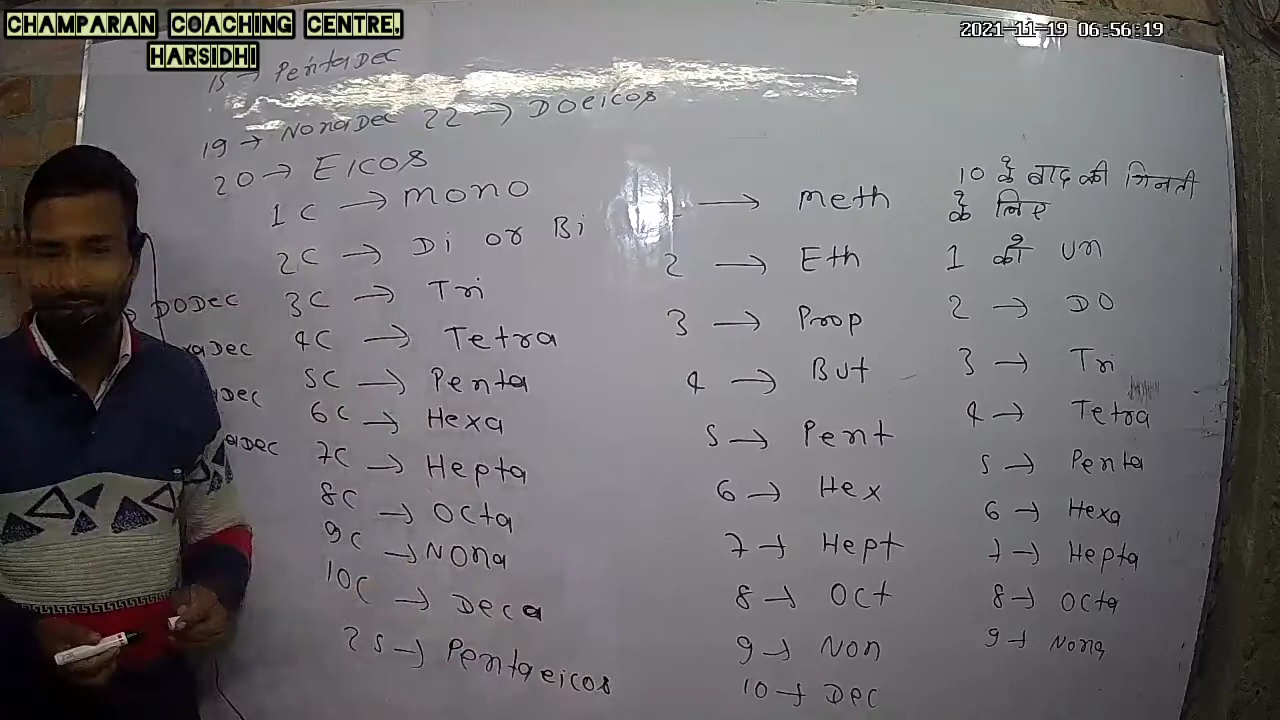 CHAMPARAN COACHING CENTRE,
HARSIDHI
2021-11-19 06:56:19
15 → PentaDec
19 → NonaDec 22 → DOeicos
20 → EICOS
1C → Mono
2C → Di or Bi
3C → Tri
4C → Tetra
5C → Penta
6C → Hexa
7C → Hepta
8C → Octa
9C → Nona
10C → Deca
25 → Pentaeicos
DODec
xaDec
Dec
aDec
→ Meth
2 → Eth
3 → Prop
4 → But
5 → Pent
6 → Hex
7 → Hept
8 → Oct
9 → Non
10 → Dec
10 के बाद की गिनती
के लिए
1 को Un
2 → DO
3 → Tri
4 → Tetra
5 → Penta
6 → Hexa
7 → Hepta
8 → Octa
9 → Nona